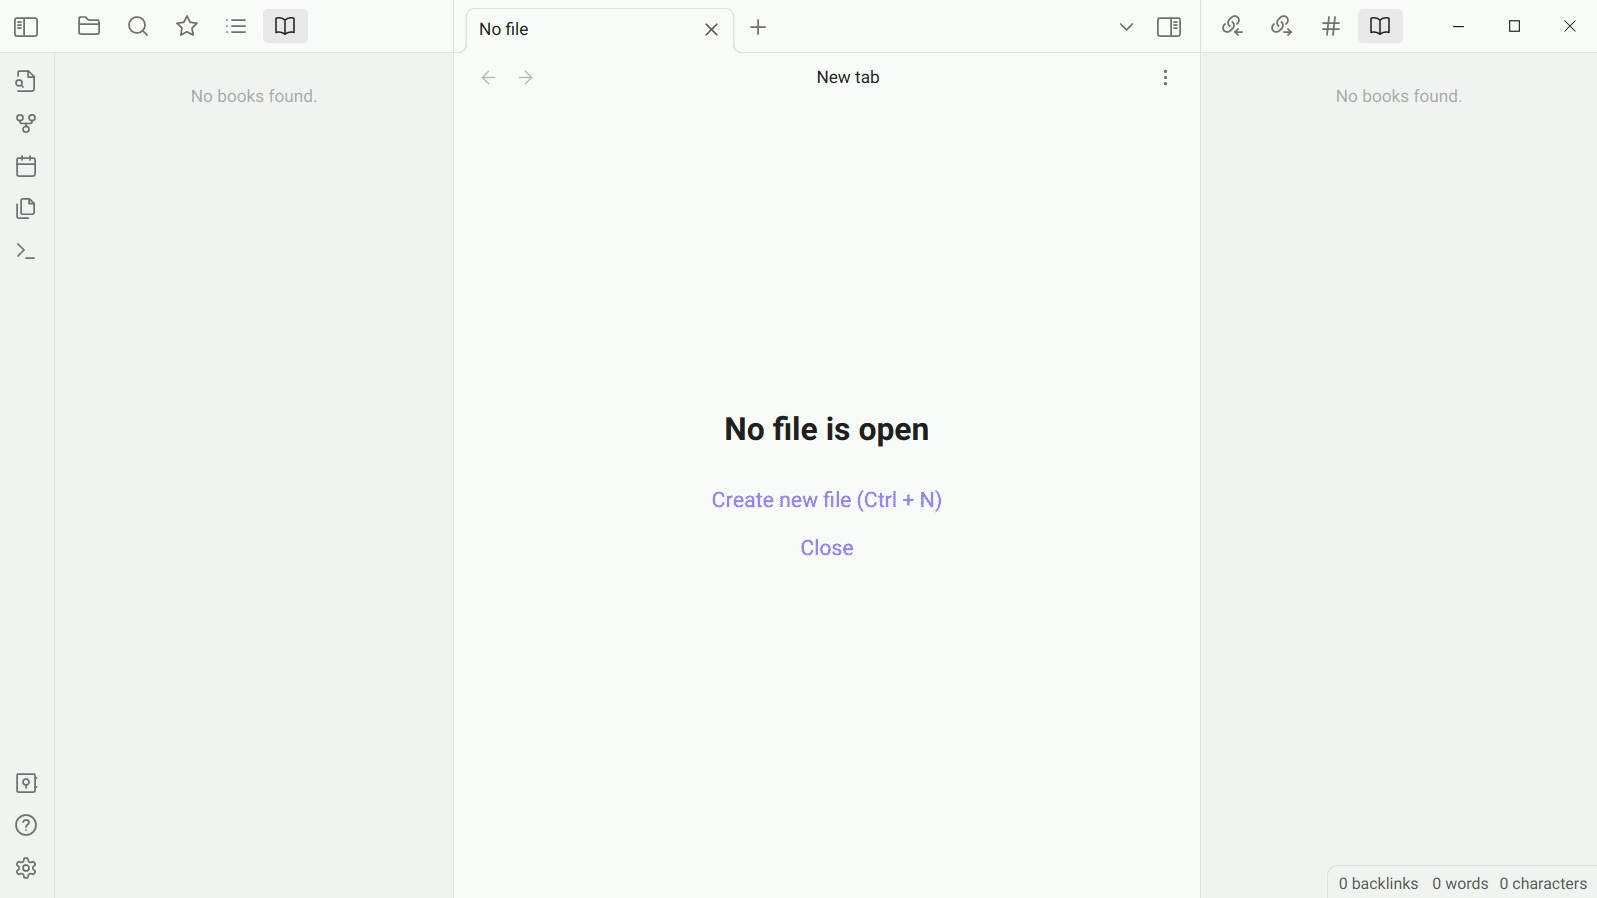 No file
New tab
No books found.
No books found.
No file is open
Create new file (Ctrl + N)
Close
0 backlinks 0 words 0 characters